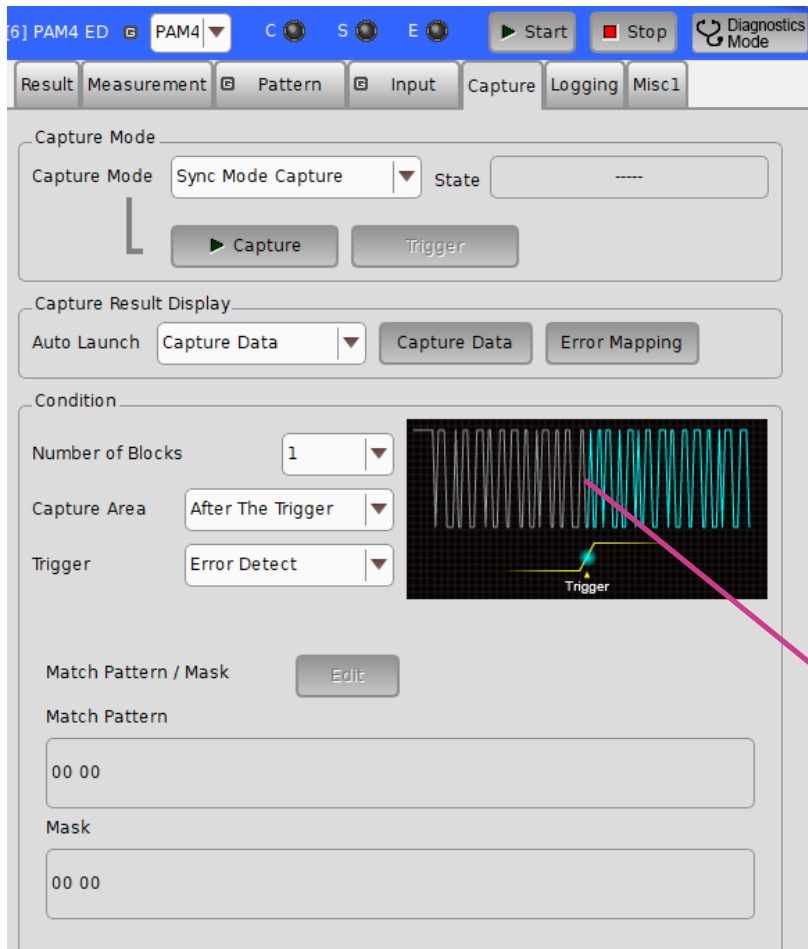 [6] PAM4 ED G PAM4 C S E Start Stop Diagnostics Mode
Result Measurement G Pattern G Input Capture Logging Misc1
Capture Mode
Capture Mode Sync Mode Capture State -----
Capture Trigger
Capture Result Display
Auto Launch Capture Data Capture Data Error Mapping
Condition
Number of Blocks 1
Capture Area After The Trigger
Trigger Error Detect
Trigger
Match Pattern / Mask Edit
Match Pattern
00 00
Mask
00 00